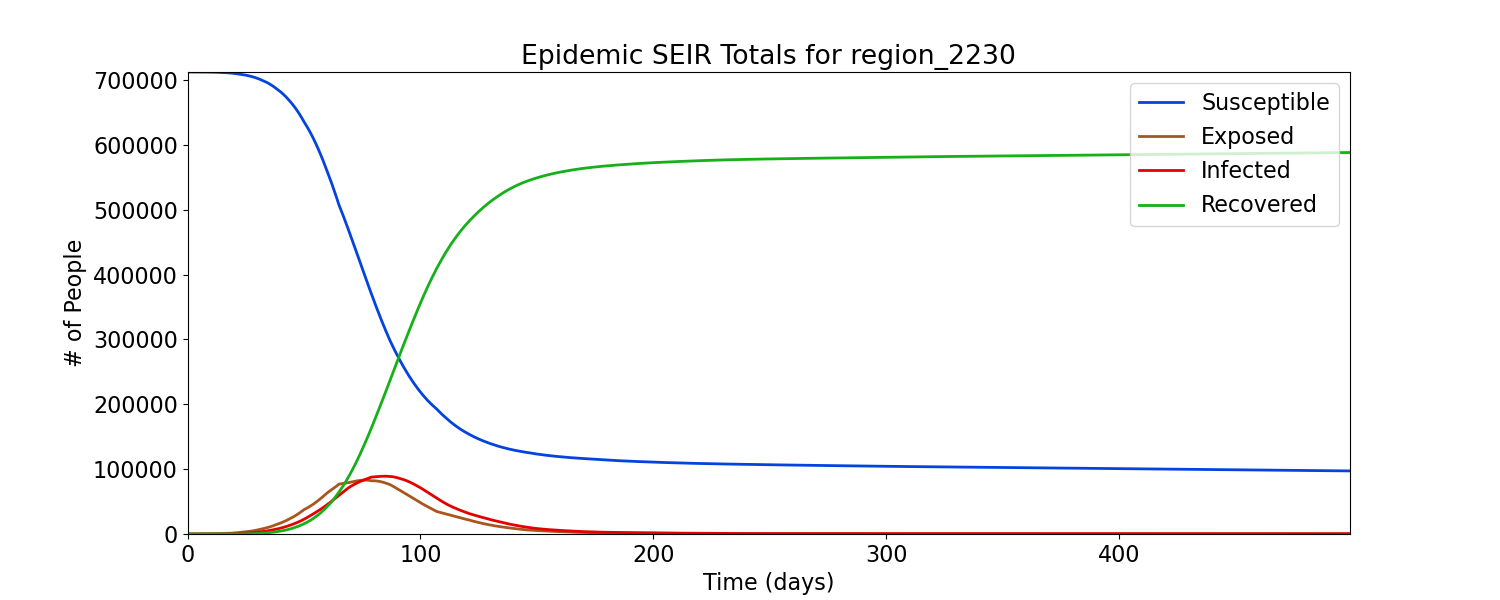 Epidemic SEIR Totals for region_2230
700000
600000
500000
400000
300000
200000
100000
0
# of People
Susceptible
Exposed
Infected
Recovered
0 100 200 300 400
Time (days)